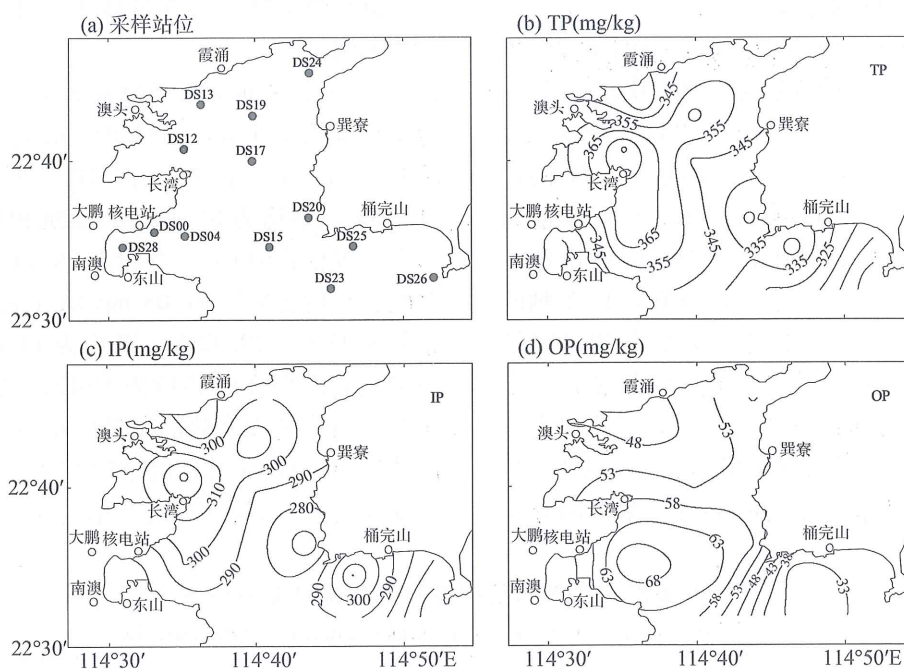 (a) 采样站位
霞涌
DS24
DS13
澳头
DS19
巽寮
DS12
22°40′
DS17
长湾
大鹏 核电站
DS20
桶完山
DS00
DS04
DS15
DS25
DS28
南澳
东山
DS23
DS26
22°30′
(b) TP(mg/kg)
TP
霞涌
345
澳头
355
355
巽寮
365
345
长湾
大鹏 核电站
桶完山
365
345
335
345
355
335
325
南澳
东山
(c) IP(mg/kg)
IP
霞涌
300
澳头
300
巽寮
290
22°40′
310
长湾
280
大鹏 核电站
桶完山
300
290
290
290
300
南澳
东山
22°30′
114°30′ 114°40′ 114°50′E
(d) OP(mg/kg)
OP
霞涌
53
48
澳头
巽寮
53
58
长湾
大鹏 核电站
桶完山
63
63
68
58
53
48
43
38
33
南澳
东山
114°30′ 114°40′ 114°50′E